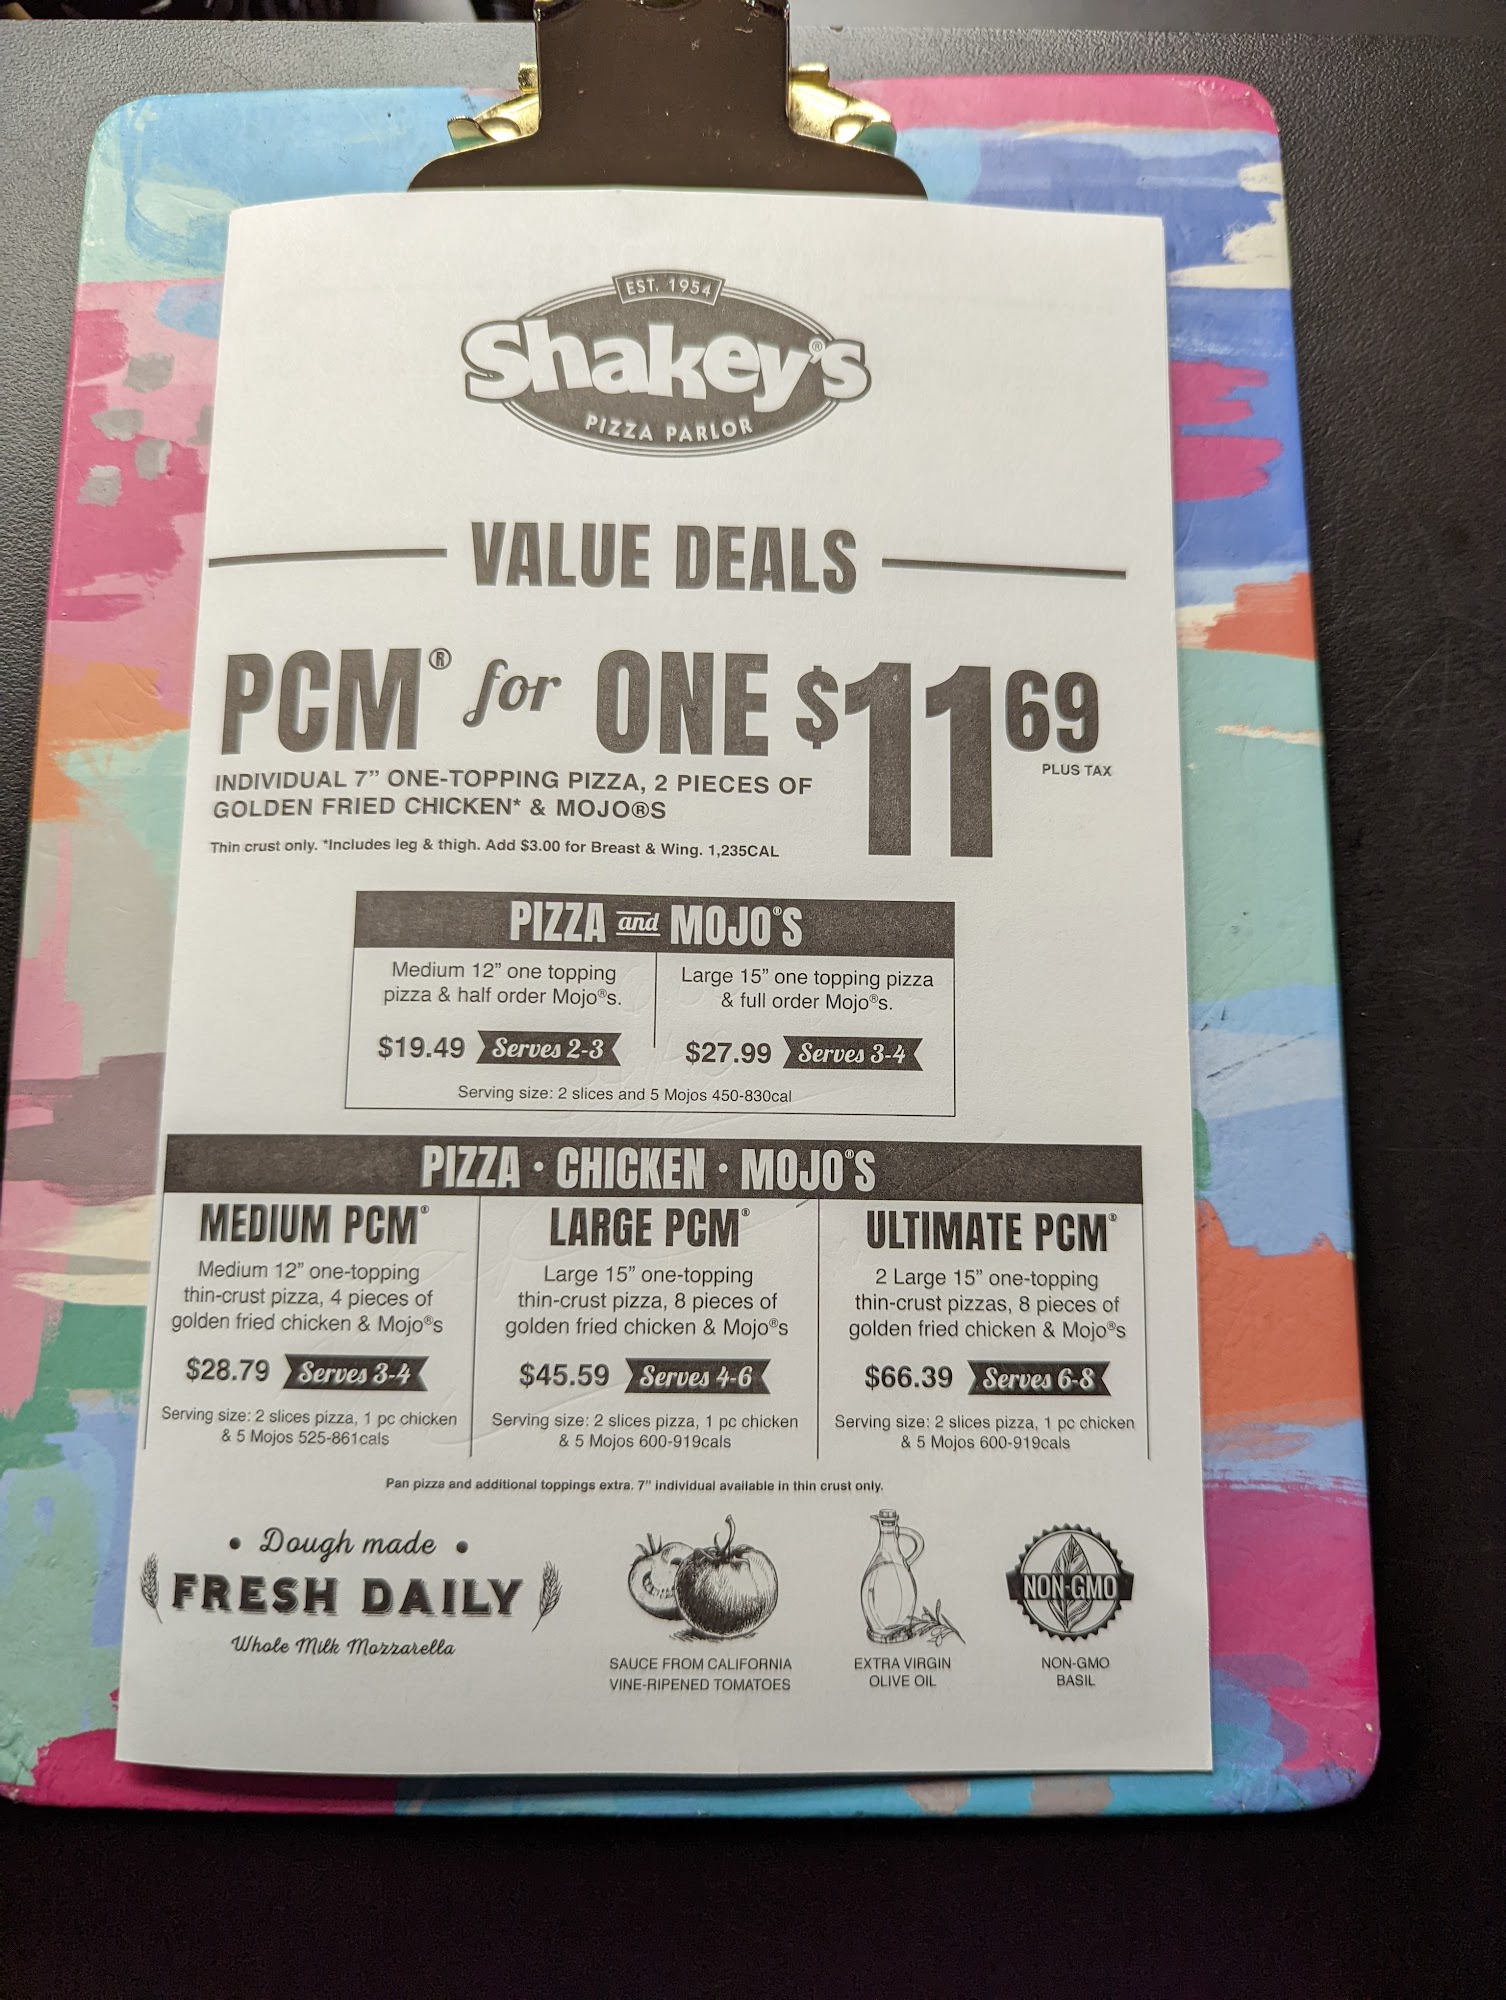 EST. 1954
Shakey's®
PIZZA PARLOR
VALUE DEALS
PCM® for ONE $11 69
PLUS TAX
INDIVIDUAL 7” ONE-TOPPING PIZZA, 2 PIECES OF
GOLDEN FRIED CHICKEN* & MOJO®S
Thin crust only. *Includes leg & thigh. Add $3.00 for Breast & Wing. 1,235CAL
PIZZA and MOJO®'S
Medium 12” one topping
pizza & half order Mojo®s.
$19.49 Serves 2-3
Large 15” one topping pizza
& full order Mojo®s.
$27.99 Serves 3-4
Serving size: 2 slices and 5 Mojos 450-830cal
PIZZA • CHICKEN • MOJO®'S
MEDIUM PCM®
Medium 12” one-topping
thin-crust pizza, 4 pieces of
golden fried chicken & Mojo®s
$28.79 Serves 3-4
Serving size: 2 slices pizza, 1 pc chicken
& 5 Mojos 525-861cals
LARGE PCM®
Large 15” one-topping
thin-crust pizza, 8 pieces of
golden fried chicken & Mojo®s
$45.59 Serves 4-6
Serving size: 2 slices pizza, 1 pc chicken
& 5 Mojos 600-919cals
ULTIMATE PCM®
2 Large 15” one-topping
thin-crust pizzas, 8 pieces of
golden fried chicken & Mojo®s
$66.39 Serves 6-8
Serving size: 2 slices pizza, 1 pc chicken
& 5 Mojos 600-919cals
Pan pizza and additional toppings extra. 7” individual available in thin crust only.
• Dough made •
FRESH DAILY
Whole Milk Mozzarella
SAUCE FROM CALIFORNIA
VINE-RIPENED TOMATOES
EXTRA VIRGIN
OLIVE OIL
NON-GMO
NON-GMO
BASIL